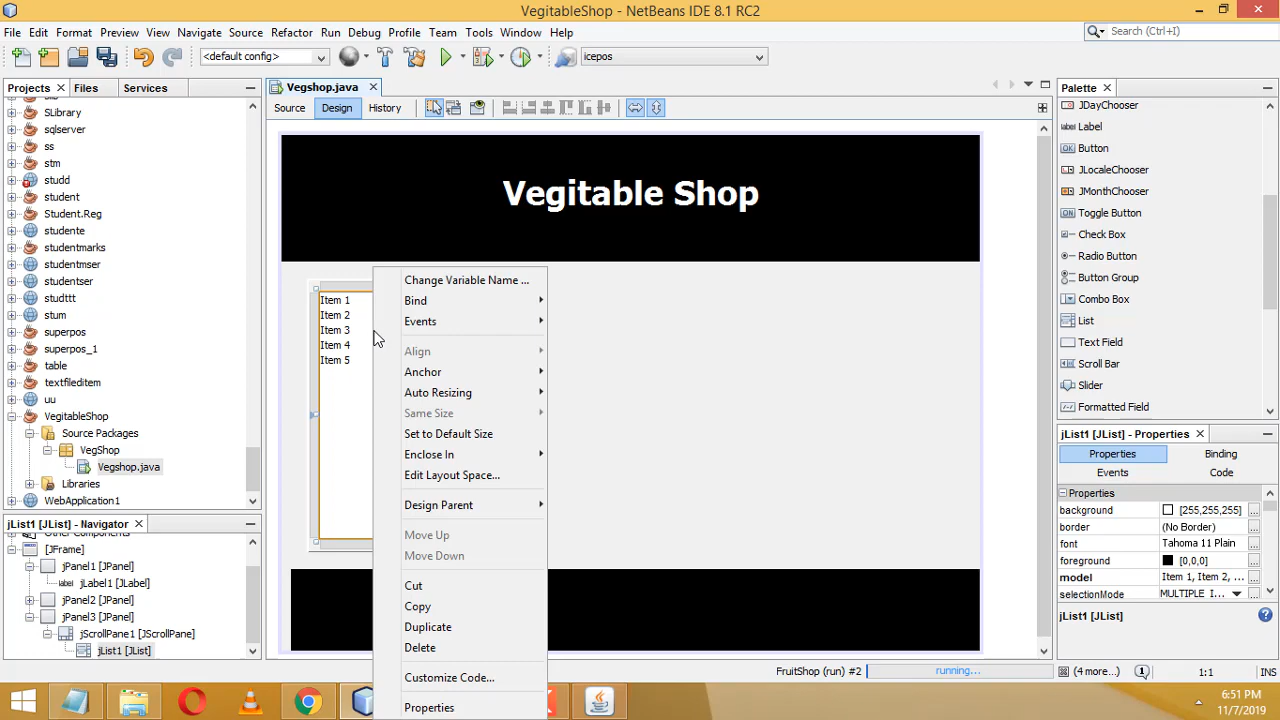 VegitableShop - NetBeans IDE 8.1 RC2
File Edit Format Preview View Navigate Source Refactor Run Debug Profile Team Tools Window Help
Search (Ctrl+I)
<default config>
icepos
Projects Files Services
Vegshop.java
Palette
Source Design History
SLibrary
sqlserver
ss
stm
studd
student
Student.Reg
studente
studentmarks
studentmser
studentser
studttt
stum
superpos
superpos_1
table
textfileditem
uu
VegitableShop
Source Packages
VegShop
Vegshop.java
Libraries
WebApplication1
jList1 [JList] - Navigator
Other Components
[JFrame]
jPanel1 [JPanel]
label jLabel1 [JLabel]
jPanel2 [JPanel]
jPanel3 [JPanel]
jScrollPane1 [JScrollPane]
jList1 [JList]
Vegitable Shop
Item 1
Item 2
Item 3
Item 4
Item 5
Change Variable Name ...
Bind
Events
Align
Anchor
Auto Resizing
Same Size
Set to Default Size
Enclose In
Edit Layout Space...
Design Parent
Move Up
Move Down
Cut
Copy
Duplicate
Delete
Customize Code...
Properties
JDayChooser
label Label
OK Button
JLocaleChooser
JMonthChooser
ON Toggle Button
Check Box
Radio Button
Button Group
Combo Box
List
Text Field
Scroll Bar
Slider
Formatted Field
jList1 [JList] - Properties
Properties Binding
Events Code
Properties
background [255,255,255] ...
border (No Border) ...
font Tahoma 11 Plain ...
foreground [0,0,0] ...
model Item 1, Item 2, ... ...
selectionMode MULTIPLE I...
jList1 [JList]
FruitShop (run) #2 running...
(4 more...)
1
1:1
INS
6:51 PM
11/7/2019